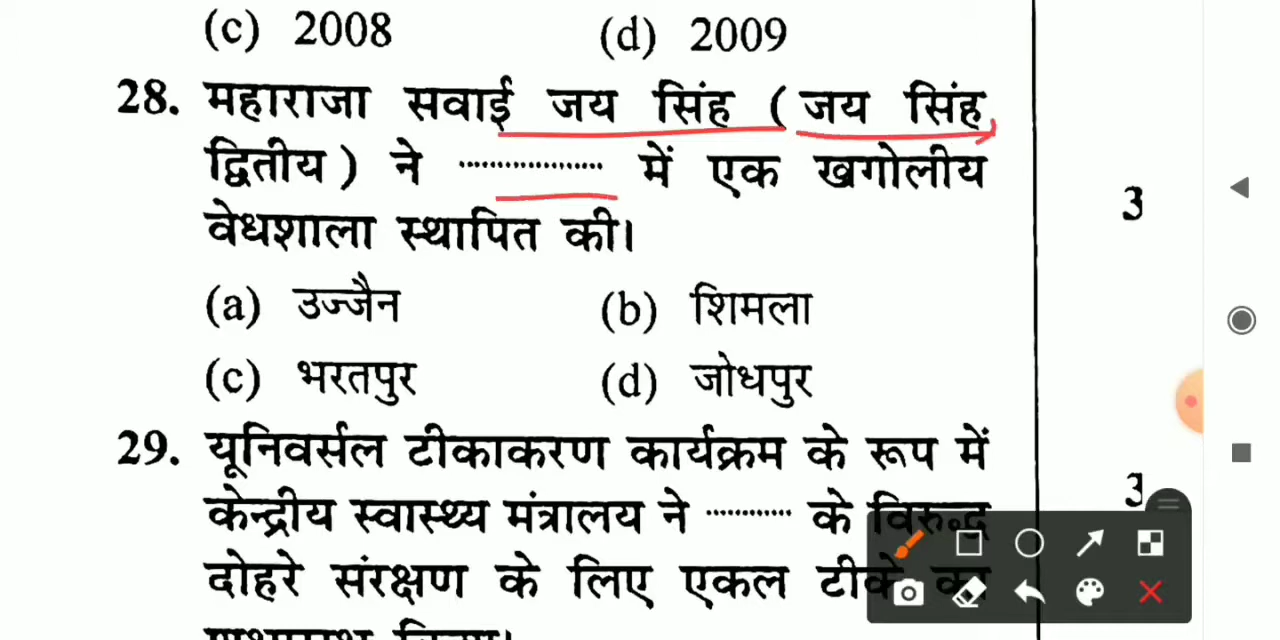 (c) 2008 (d) 2009
28. महाराजा सवाई जय सिंह (जय सिंह
द्वितीय) ने ................... में एक खगोलीय
वेधशाला स्थापित की।
(a) उज्जैन (b) शिमला
(c) भरतपुर (d) जोधपुर
29. यूनिवर्सल टीकाकरण कार्यक्रम के रूप में
केन्द्रीय स्वास्थ्य मंत्रालय ने ............ के विरुद्ध
दोहरे संरक्षण के लिए एकल टीके का
3
3